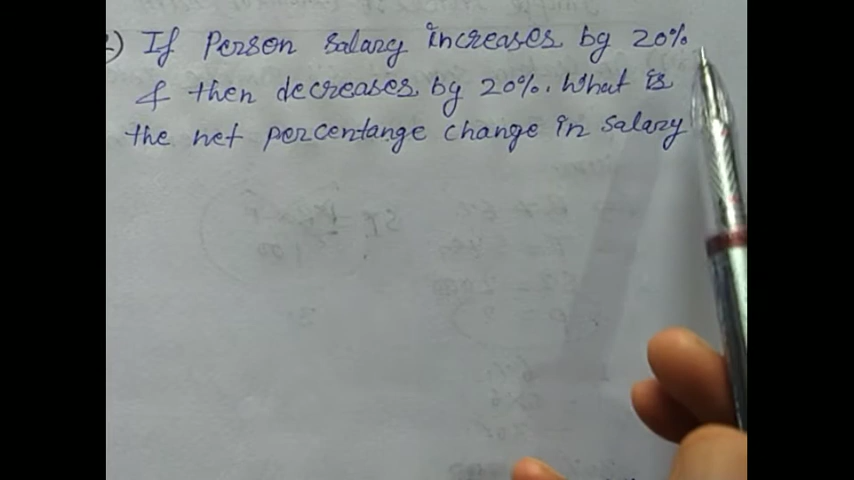 ) If Person salary increases by 20%
& then decreases by 20%. What is
the net percentange change in salary